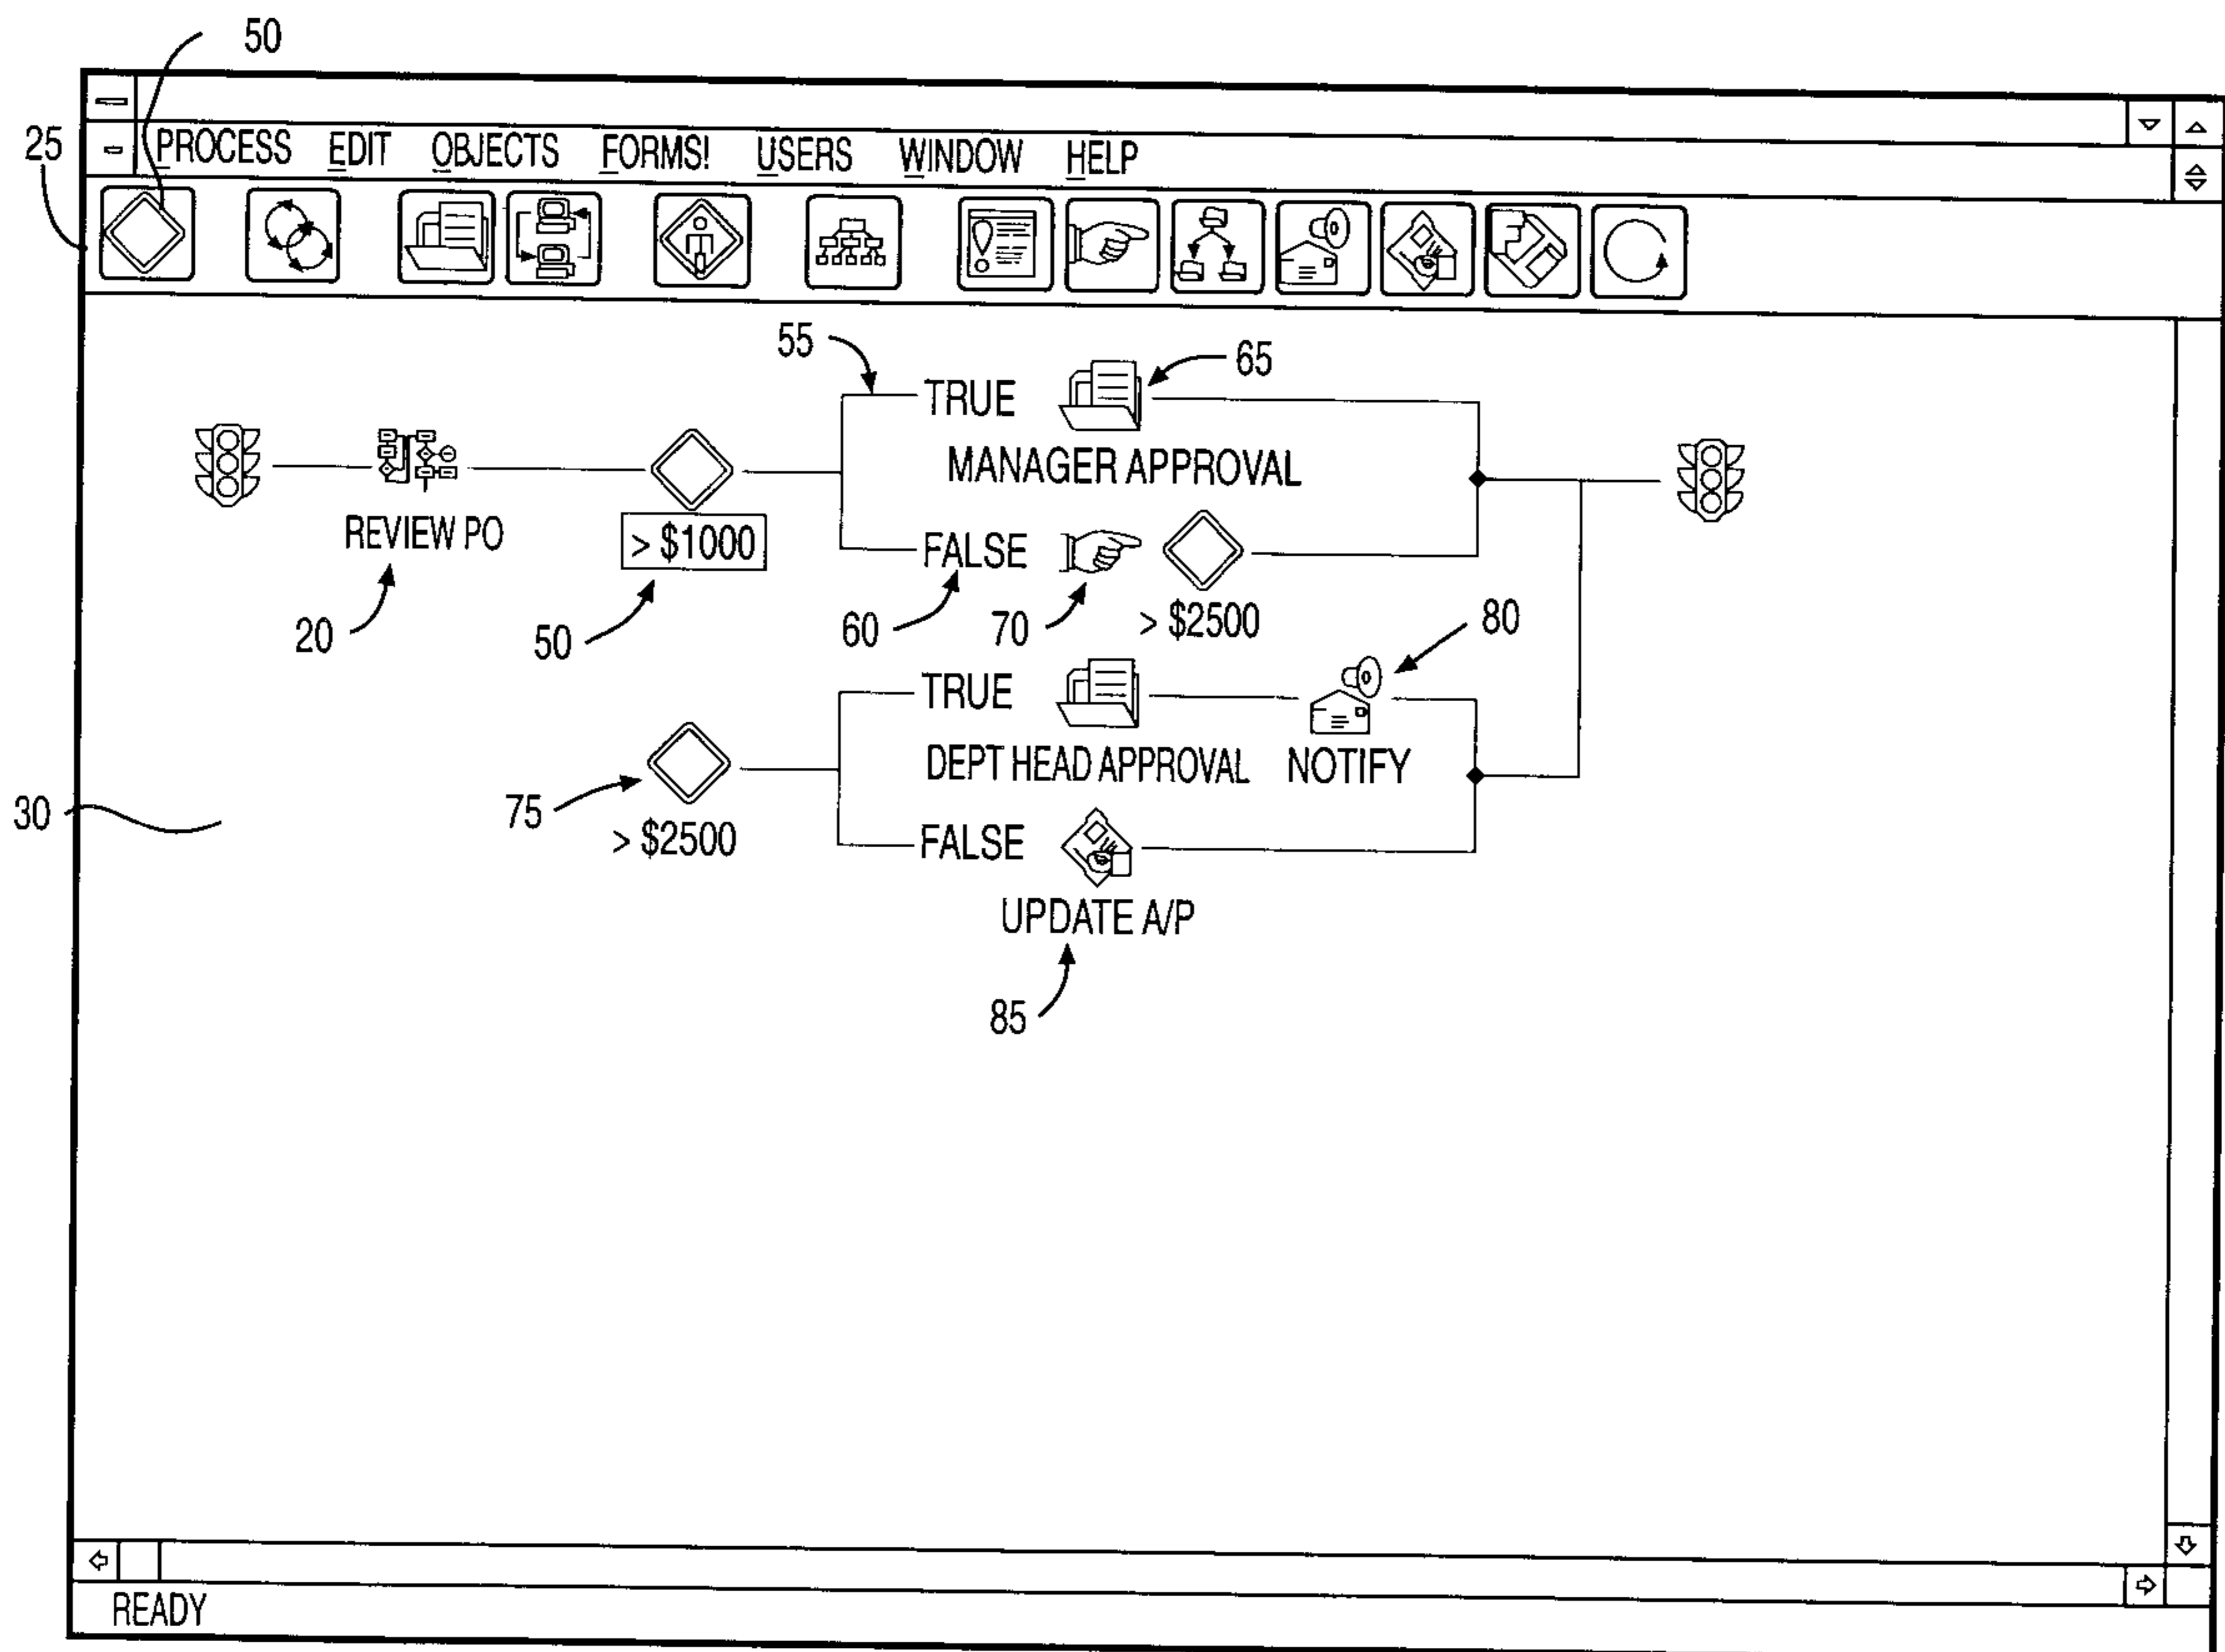 50
25
PROCESS EDIT OBJECTS FORMS! USERS WINDOW HELP
55
65
TRUE
MANAGER APPROVAL
REVIEW PO
> $1000
FALSE
20
50
60
70
> $2500
80
TRUE
DEPT HEAD APPROVAL NOTIFY
30
75
> $2500
FALSE
UPDATE A/P
85
READY